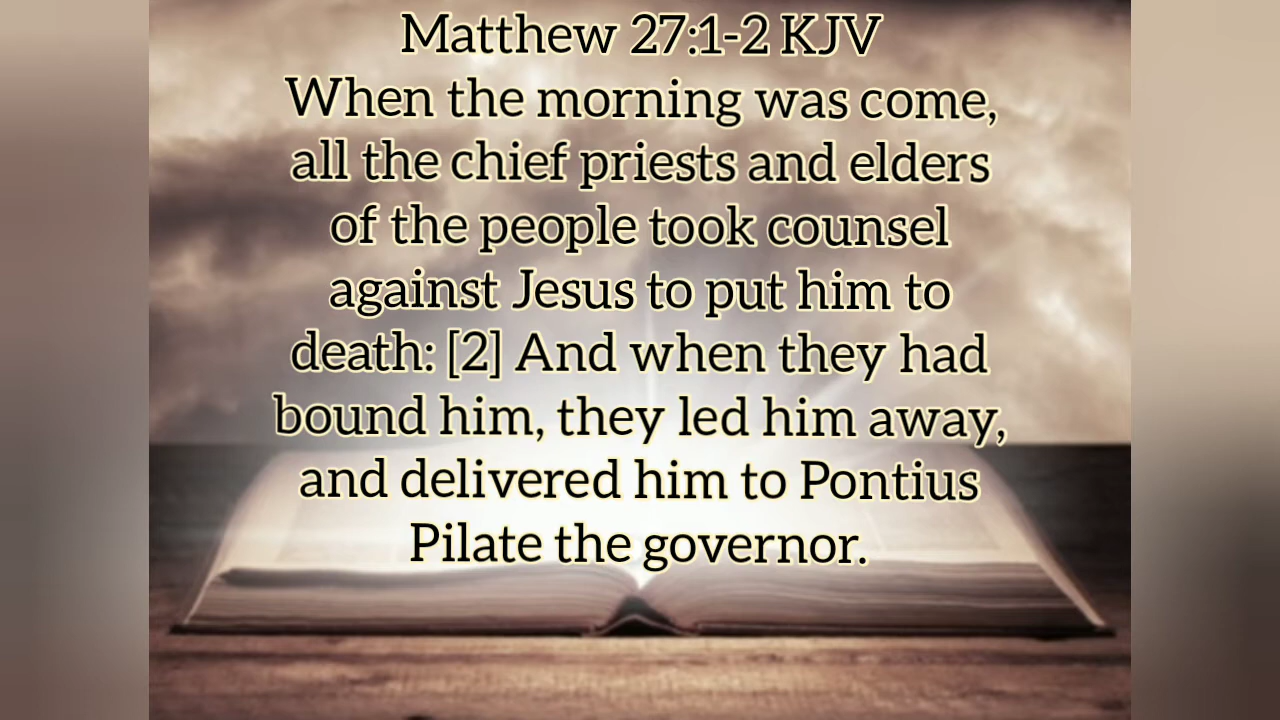 Matthew 27:1-2 KJV
When the morning was come,
all the chief priests and elders
of the people took counsel
against Jesus to put him to
death: [2] And when they had
bound him, they led him away,
and delivered him to Pontius
Pilate the governor.